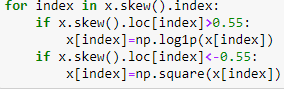 for index in x.skew().index:
    if x.skew().loc[index]>0.55:
        x[index]=np.log1p(x[index])
    if x.skew().loc[index]<-0.55:
        x[index]=np.square(x[index])